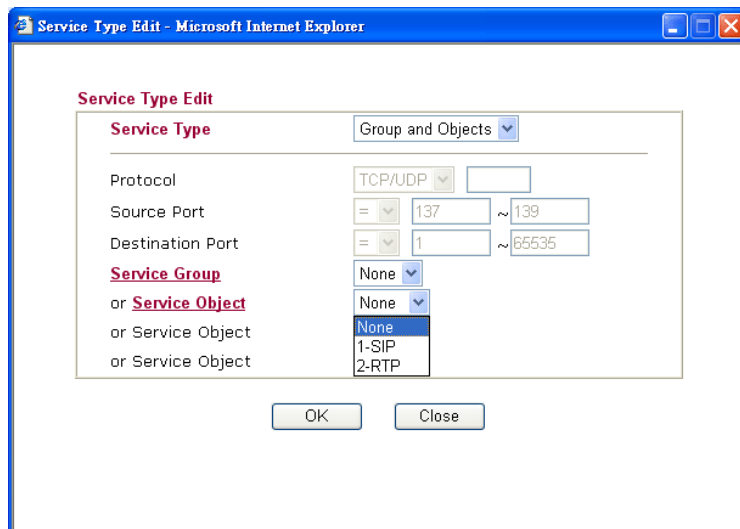 Service Type Edit - Microsoft Internet Explorer
Service Type Edit
Service Type Group and Objects
Protocol TCP/UDP
Source Port = 137 ~ 139
Destination Port = 1 ~ 65535
Service Group None
or Service Object None
or Service Object None
1-SIP
or Service Object 2-RTP
OK Close